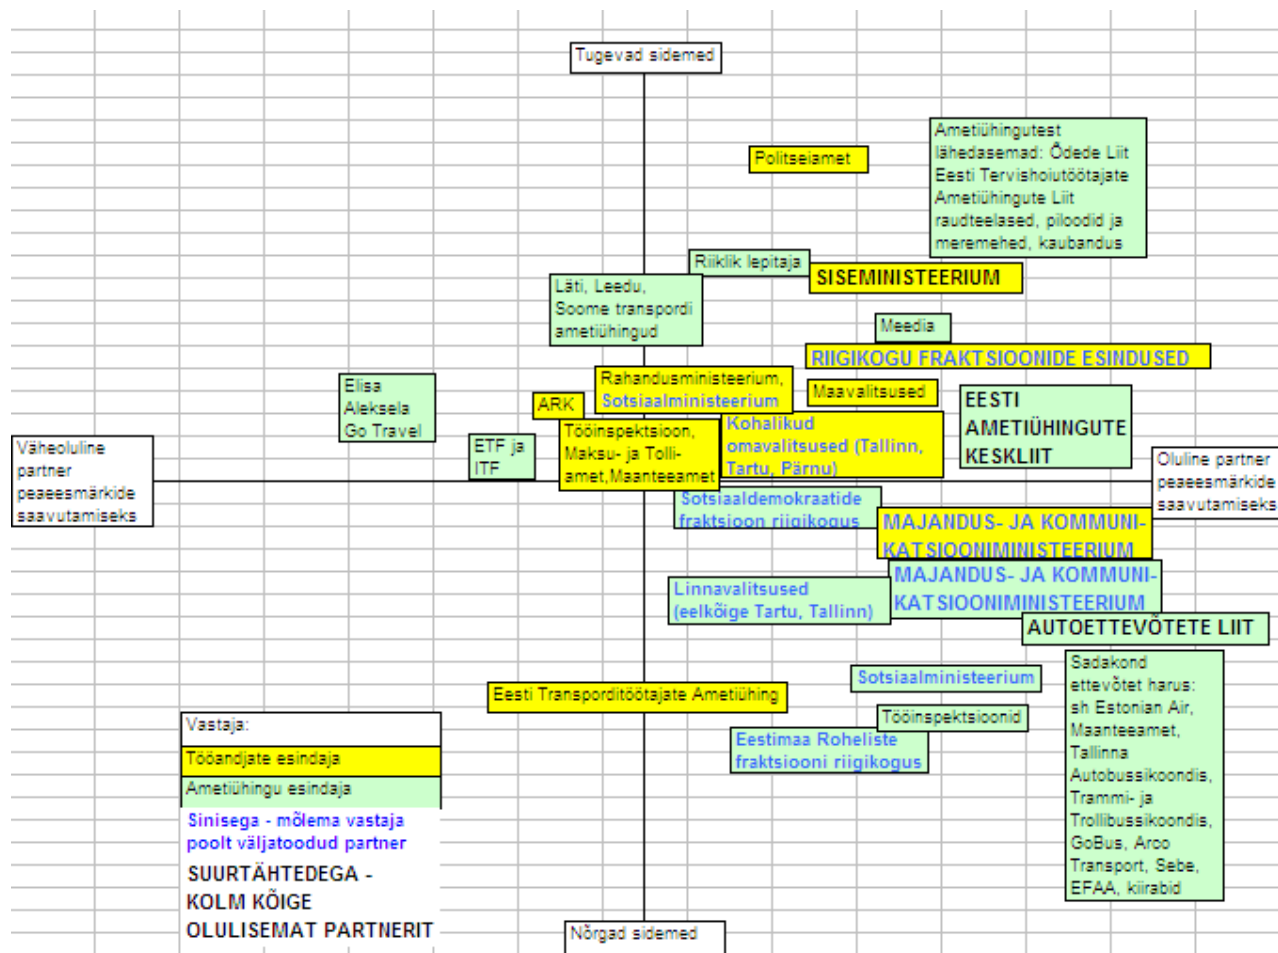 Tugevad sidemed
Politseiamet
Ametiühingutest
lähedasemad: Õdede Liit
Eesti Tervishoiutöötajate
Ametiühingute Liit
raudteelased, piloodid ja
meremehed, kaubandus
Riiklik lepitaja
SISEMINISTEERIUM
Läti, Leedu,
Soome transpordi
ametiühingud
Meedia
RIIGIKOGU FRAKTSIOONIDE ESINDUSED
Rahandusministeerium,
Sotsiaalministeerium
Maavalitsused
Elisa
Aleksela
Go Travel
ARK
EESTI
AMETIÜHINGUTE
KESKLIIT
Kohalikud
omavalitsused (Tallinn,
Tartu, Pärnu)
Tööinspektsioon,
Maksu- ja Tolli-
amet,Maanteeamet
ETF ja
ITF
Väheoluline
partner
peaeesmärkide
saavutamiseks
Oluline partner
peaeesmärkide
saavutamiseks
Sotsiaaldemokraatide
fraktsioon riigikogus
MAJANDUS- JA KOMMUNI-
KATSIOONIMINISTEERIUM
MAJANDUS- JA KOMMUNI-
KATSIOONIMINISTEERIUM
Linnavalitsused
(eelkõige Tartu, Tallinn)
AUTOETTEVÕTETE LIIT
Sotsiaalministeerium
Eesti Transporditöötajate Ametiühing
Tööinspektsioonid
Eestimaa Roheliste
fraktsiooni riigikogus
Sadakond
ettevõtet harus:
sh Estonian Air,
Maanteeamet,
Tallinna
Autobussikoondis,
Trammi- ja
Trollibussikoondis,
GoBus, Arco
Transport, Sebe,
EFAA, kiirabid
Vastaja:
Tööandjate esindaja
Ametiühingu esindaja
Sinisega - mõlema vastaja
poolt väljatoodud partner
SUURTÄHTEDEGA -
KOLM KÕIGE
OLULISEMAT PARTNERIT
Nõrgad sidemed